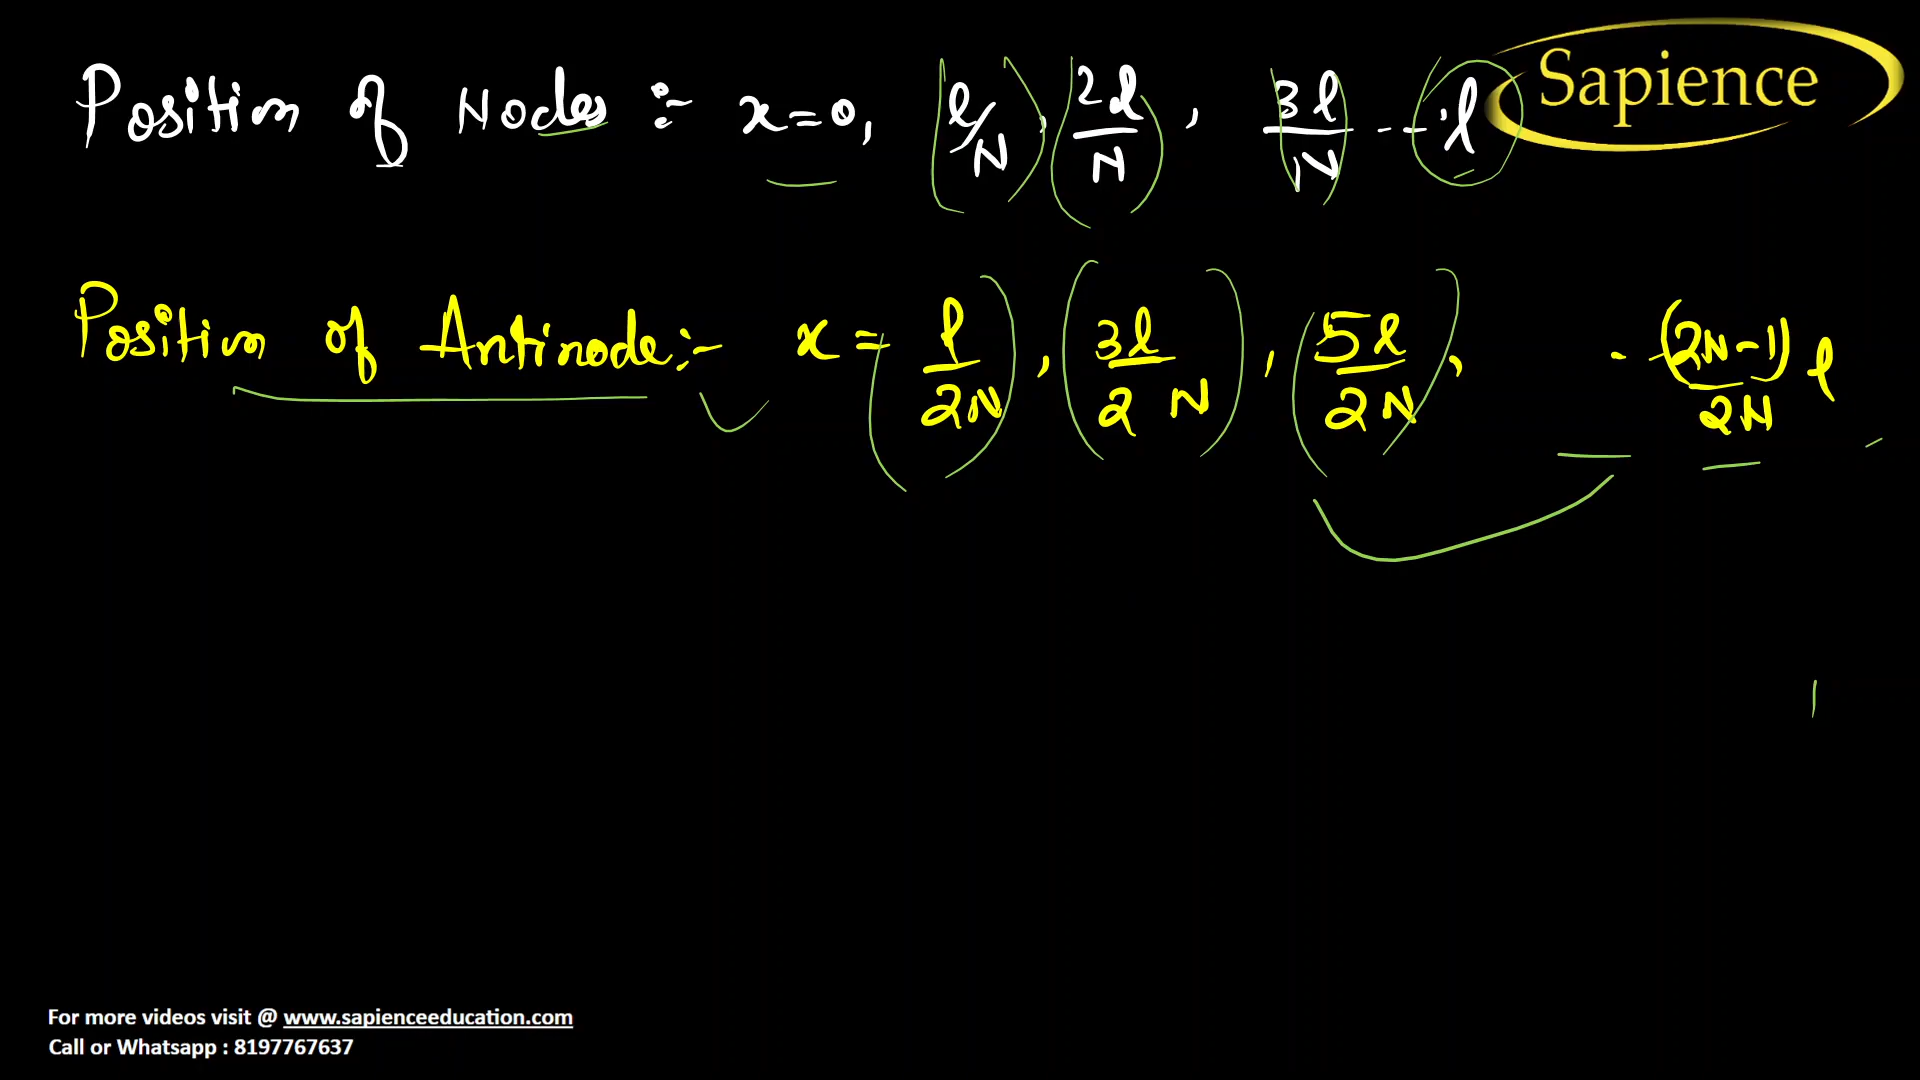 Position of Nodes :- x=0, l/N, 2l/N, 3l/N --- l
Sapience
Position of Antinode:- x= l/2N, 3l/2N, 5l/2N, - - (2N-1)/2N l
For more videos visit @ www.sapienceeducation.com
Call or Whatsapp : 8197767637